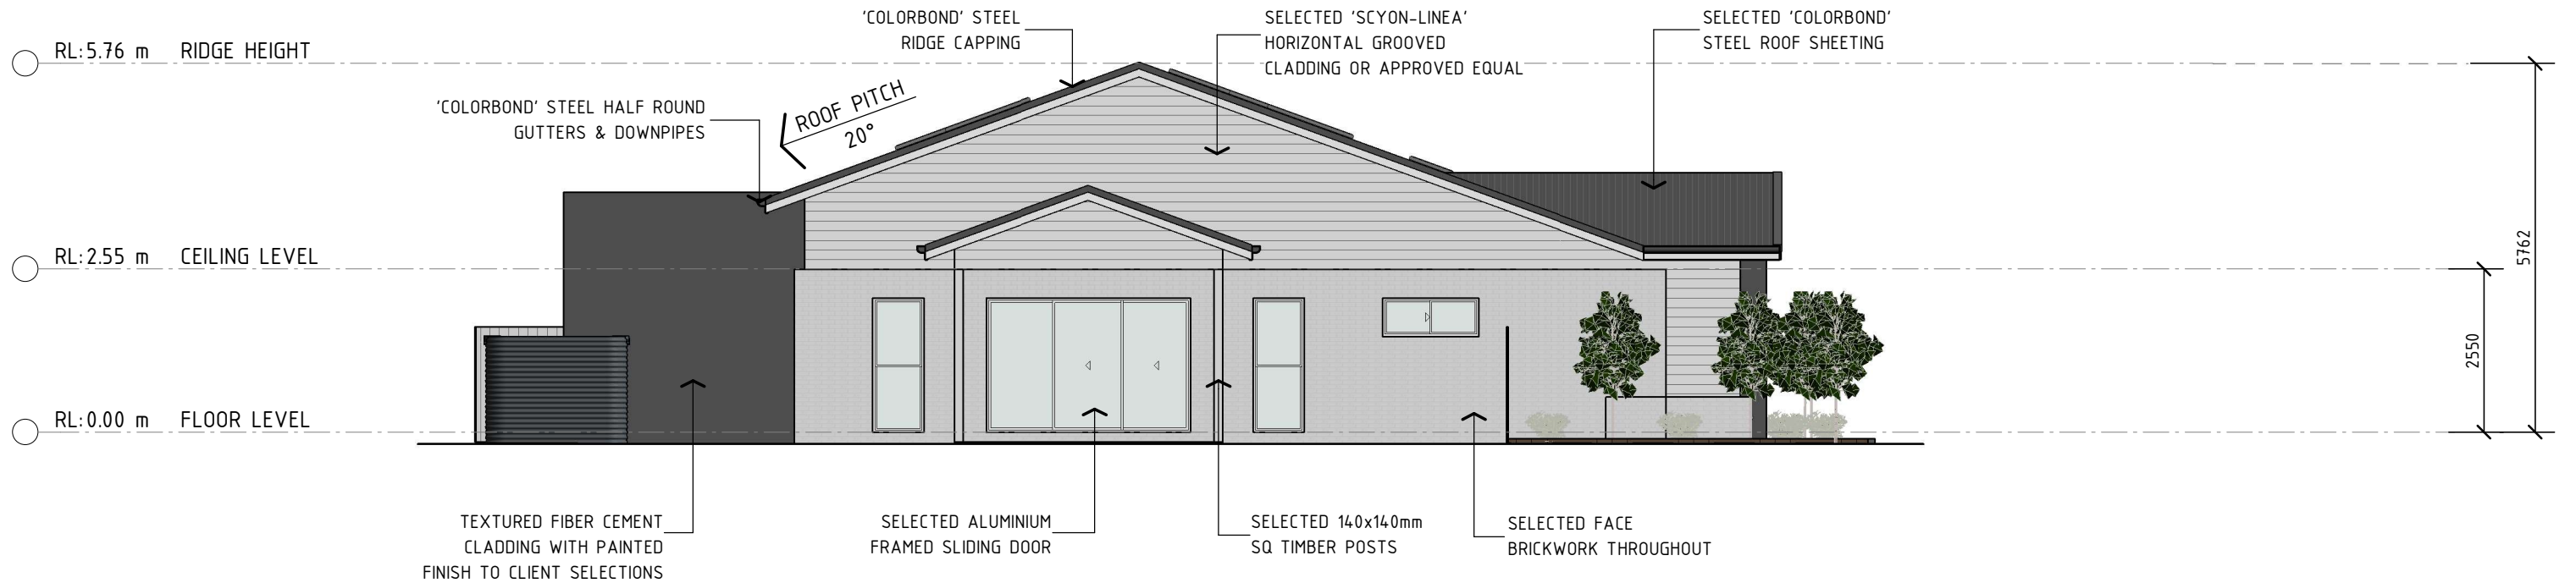 'COLORBOND' STEEL
RIDGE CAPPING
SELECTED 'SCYON-LINEA'
HORIZONTAL GROOVED
CLADDING OR APPROVED EQUAL
SELECTED 'COLORBOND'
STEEL ROOF SHEETING
RL:5.76 m RIDGE HEIGHT
'COLORBOND' STEEL HALF ROUND
GUTTERS & DOWNPIPES
ROOF PITCH
20°
RL:2.55 m CEILING LEVEL
5762
2550
RL:0.00 m FLOOR LEVEL
TEXTURED FIBER CEMENT
CLADDING WITH PAINTED
FINISH TO CLIENT SELECTIONS
SELECTED ALUMINIUM
FRAMED SLIDING DOOR
SELECTED 140x140mm
SQ TIMBER POSTS
SELECTED FACE
BRICKWORK THROUGHOUT